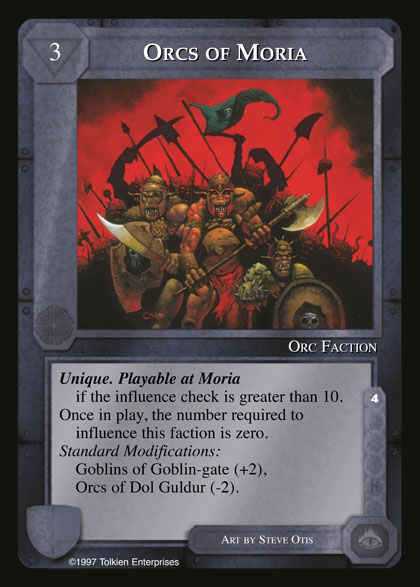 3
ORCS OF MORIA
ORC FACTION
Unique. Playable at Moria
if the influence check is greater than 10.
Once in play, the number required to
influence this faction is zero.
Standard Modifications:
Goblins of Goblin-gate (+2),
Orcs of Dol Guldur (-2).
4
H
ART BY STEVE OTIS
©1997 Tolkien Enterprises